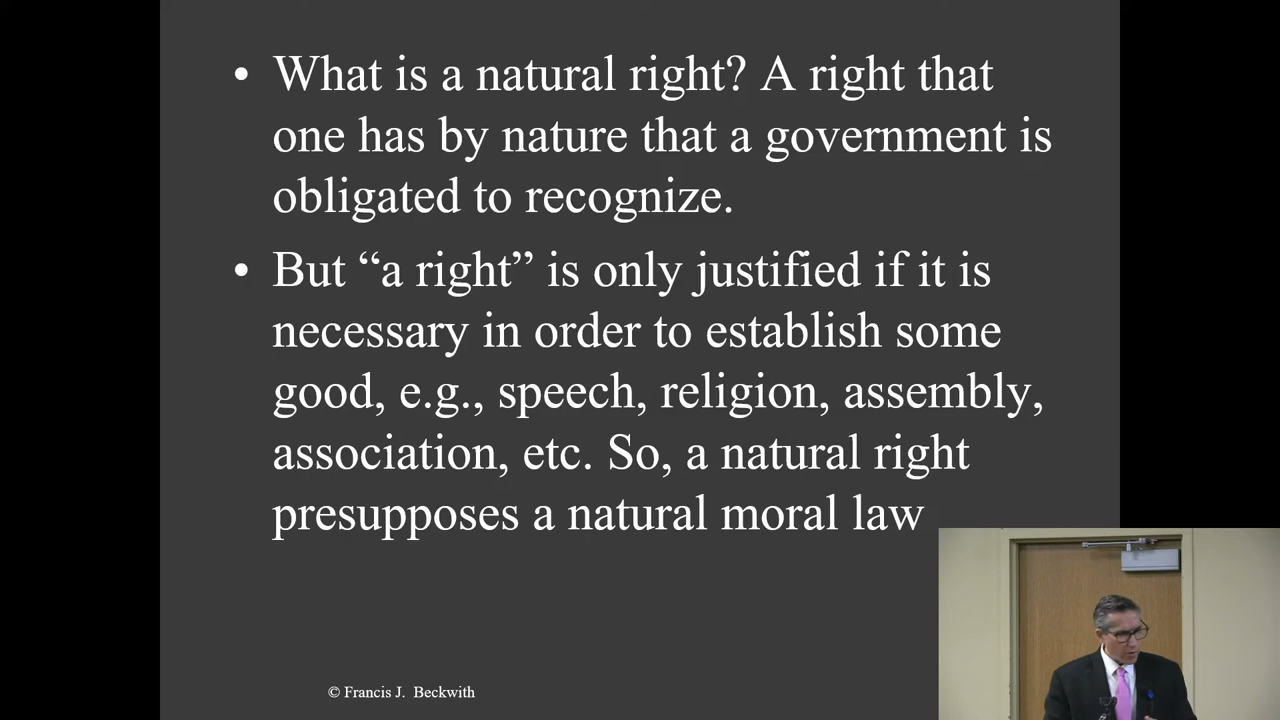 • What is a natural right? A right that
one has by nature that a government is
obligated to recognize.
• But “a right” is only justified if it is
necessary in order to establish some
good, e.g., speech, religion, assembly,
association, etc. So, a natural right
presupposes a natural moral law
© Francis J. Beckwith